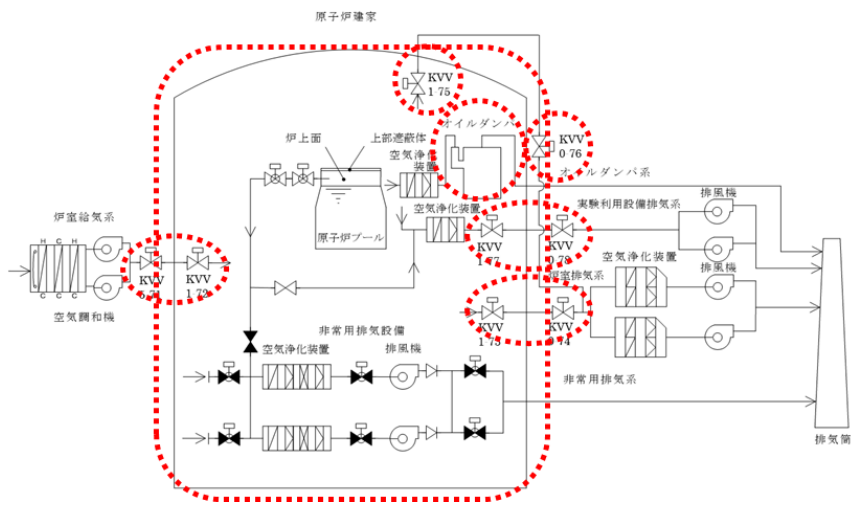 原子炉建家
KVV
1 75
オイルダンパ
KVV
0 76
炉上面
上部遮蔽体
空気浄化
装置
オイルダンパ系
排風機
炉室給気系
原子炉プール
空気浄化装置
実験利用設備排気系
H C H
KVV
1 77
KVV
0 78
空気浄化装置
排風機
炉室排気系
KVV
KVV
1 72
C C C
空気調和機
非常用排気設備
KVV
KVV
0 74
空気浄化装置
排風機
非常用排気系
排気筒